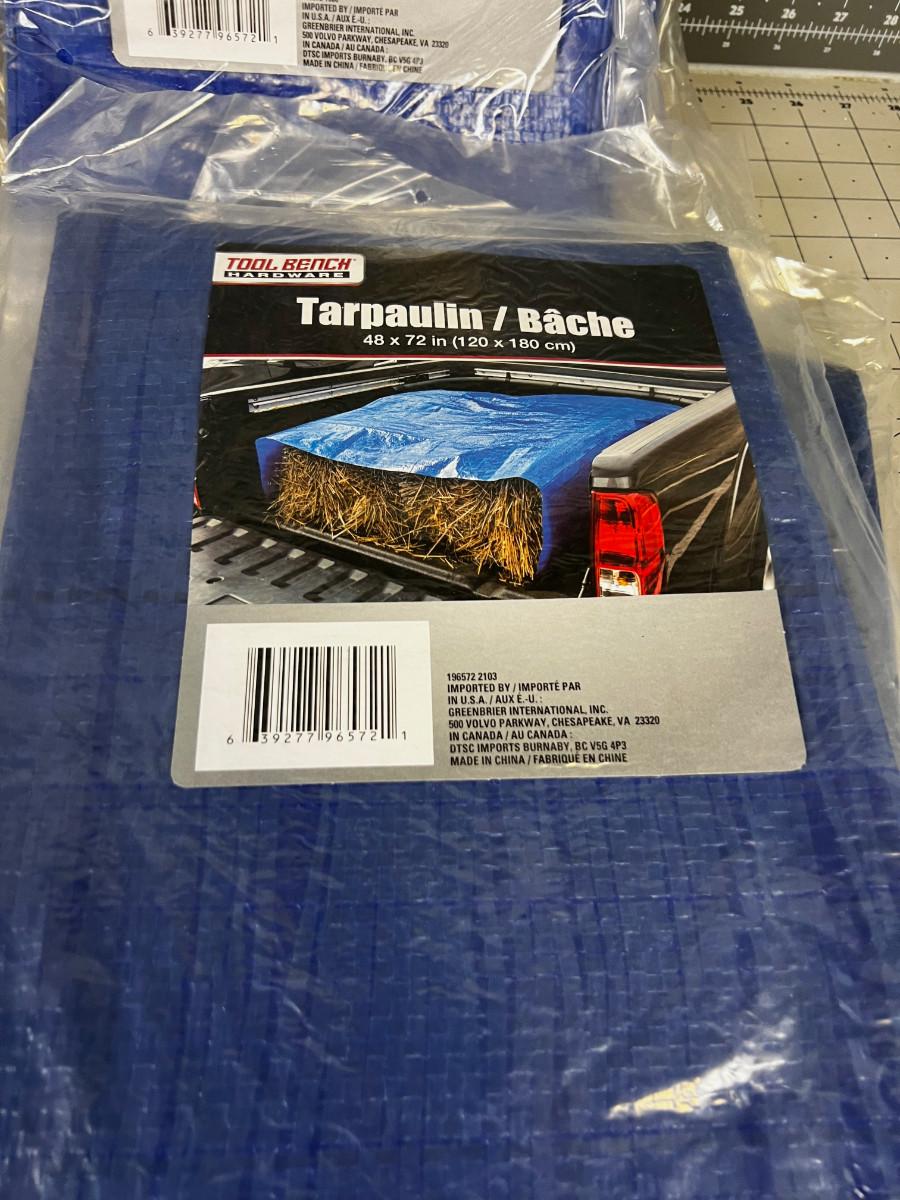 6 39277 96572 1
IMPORTED BY / IMPORTÉ PAR
IN U.S.A. / AUX É.-U. :
GREENBRIER INTERNATIONAL, INC.
500 VOLVO PARKWAY, CHESAPEAKE, VA 23320
IN CANADA / AU CANADA :
DTSC IMPORTS BURNABY, BC V5G 4P3
MADE IN CHINA / FABRIQUÉ EN CHINE
24 25 26 27 28
25 26 27 28
TOOL BENCH®
HARDWARE
Tarpaulin / Bâche
48 x 72 in (120 x 180 cm)
6 39277 96572 1
196572 2103
IMPORTED BY / IMPORTÉ PAR
IN U.S.A. / AUX É.-U. :
GREENBRIER INTERNATIONAL, INC.
500 VOLVO PARKWAY, CHESAPEAKE, VA 23320
IN CANADA / AU CANADA :
DTSC IMPORTS BURNABY, BC V5G 4P3
MADE IN CHINA / FABRIQUÉ EN CHINE